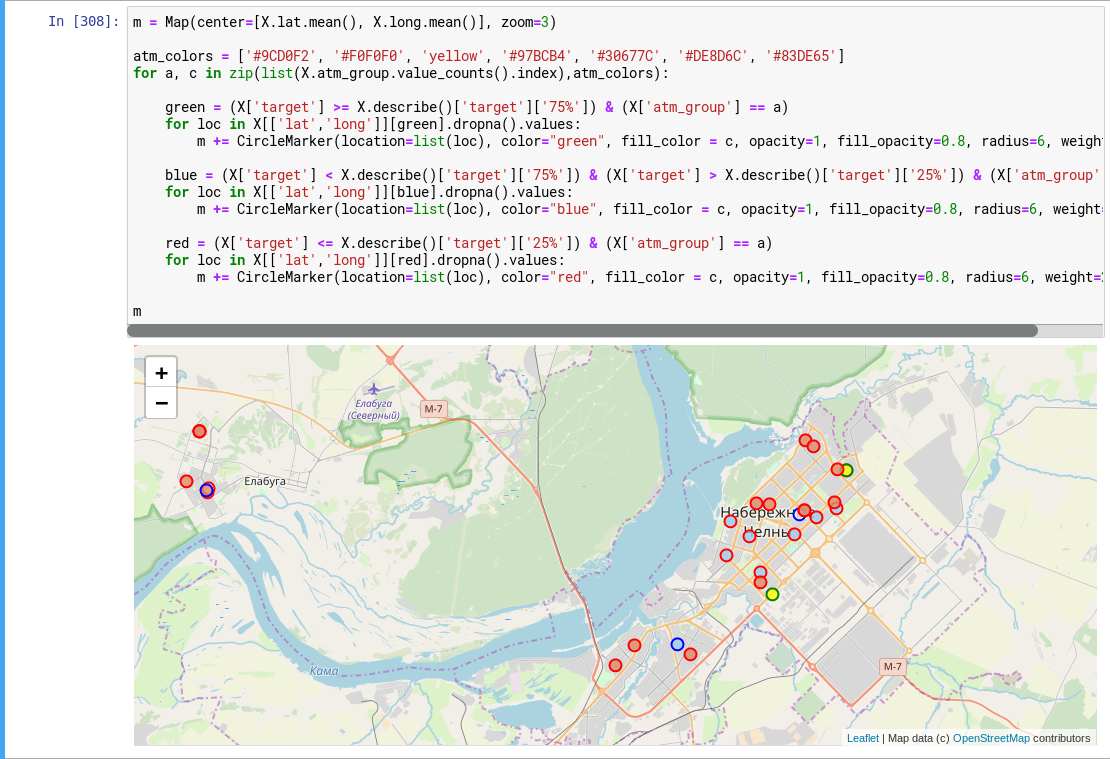 In [308]:
m = Map(center=[X.lat.mean(), X.long.mean()], zoom=3)
atm_colors = ['#9CD0F2', '#F0F0F0', 'yellow', '#97BCB4', '#30677C', '#DE8D6C', '#83DE65']
for a, c in zip(list(X.atm_group.value_counts().index),atm_colors):
green = (X['target'] >= X.describe()['target']['75%']) & (X['atm_group'] == a)
for loc in X[['lat','long']][green].dropna().values:
m += CircleMarker(location=list(loc), color="green", fill_color = c, opacity=1, fill_opacity=0.8, radius=6, weight
blue = (X['target'] < X.describe()['target']['75%']) & (X['target'] > X.describe()['target']['25%']) & (X['atm_group'
for loc in X[['lat','long']][blue].dropna().values:
m += CircleMarker(location=list(loc), color="blue", fill_color = c, opacity=1, fill_opacity=0.8, radius=6, weight=
red = (X['target'] <= X.describe()['target']['25%']) & (X['atm_group'] == a)
for loc in X[['lat','long']][red].dropna().values:
m += CircleMarker(location=list(loc), color="red", fill_color = c, opacity=1, fill_opacity=0.8, radius=6, weight=
m
+
−
Елабуга
(Северный)
М-7
Елабуга
Набережн
Челны
Кама
М-7
Leaflet | Map data (c) OpenStreetMap contributors